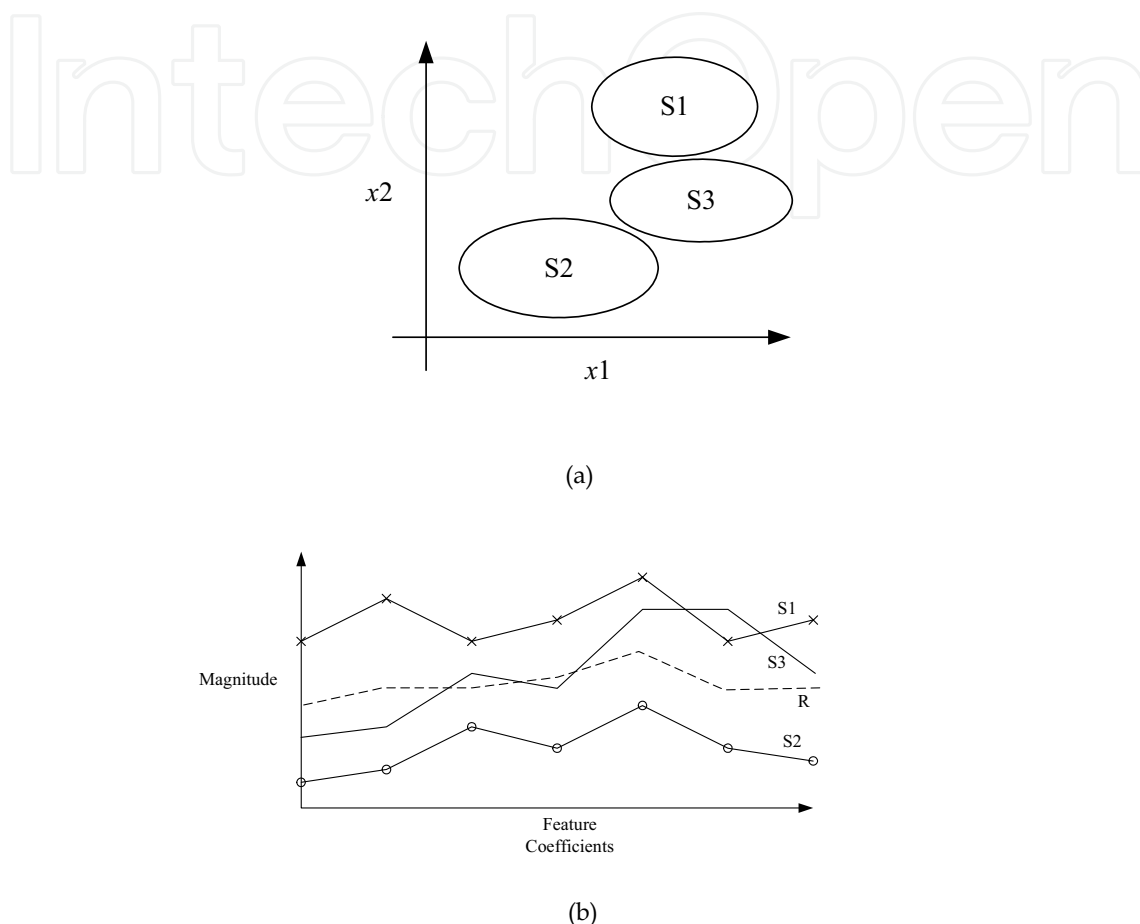 IntechOpen
S1
x2
S3
S2
x1
(a)
S1
S3
Magnitude
R
S2
Feature
Coefficients
(b)